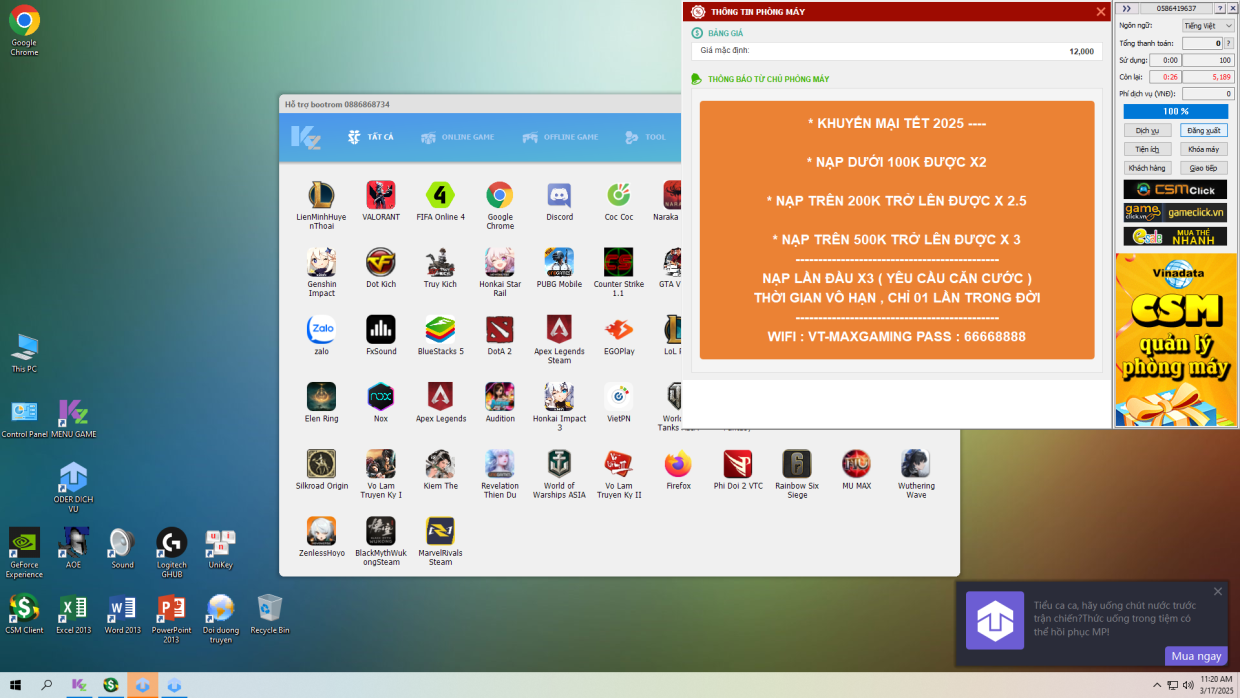 Google
Chrome
This PC
Control Panel
MENU GAME
ODER DICH
VU
GeForce
Experience
AOE
Sound
Logitech
GHUB
UniKey
CSM Client
Excel 2013
Word 2013
PowerPoint
2013
Doi duong
truyen
Recycle Bin
Hỗ trợ bootrom 0886868734
TẤT CẢ
ONLINE GAME
OFFLINE GAME
TOOL
LienMinhHuye
nThoai
VALORANT
FIFA Online 4
Google
Chrome
Discord
Coc Coc
Naraka
Genshin
Impact
Dot Kich
Truy Kich
Honkai Star
Rail
PUBG Mobile
Counter Strike
1.1
GTA V
zalo
FxSound
BlueStacks 5
DotA 2
Apex Legends
Steam
EGOPlay
Elen Ring
Nox
Apex Legends
Audition
Honkai Impact
3
VietPN
Silkroad Origin
Vo Lam
Truyen Ky I
Kiem The
Revelation
Thien Du
World of
Warships ASIA
Vo Lam
Truyen Ky II
Firefox
Phi Doi 2 VTC
Rainbow Six
Siege
MU MAX
Wuthering
Wave
ZenlessHoyo
BlackMythWuk
ongSteam
MarvelRivals
Steam
THÔNG TIN PHÒNG MÁY
BẢNG GIÁ
Giá mặc định:
12,000
THÔNG BÁO TỪ CHỦ PHÒNG MÁY
* KHUYẾN MẠI TẾT 2025 ----
* NẠP DƯỚI 100K ĐƯỢC X2
* NẠP TRÊN 200K TRỞ LÊN ĐƯỢC X 2.5
* NẠP TRÊN 500K TRỞ LÊN ĐƯỢC X 3
--------------------------------------------
NẠP LẦN ĐẦU X3 ( YÊU CẦU CĂN CƯỚC )
THỜI GIAN VÔ HẠN , CHỈ 01 LẦN TRONG ĐỜI
--------------------------------------------
WIFI : VT-MAXGAMING PASS : 66668888
0586419637
Ngôn ngữ:
Tiếng Việt
Tổng thanh toán:
0
?
Sử dụng:
0:00
100
Còn lại:
0:26
5,189
Phí dịch vụ (VNĐ):
0
100 %
Dịch vụ
Đăng xuất
Tiện ích
Khóa máy
Khách hàng
Giao tiếp
CSMClick
gameclick.vn
gameclick.vn
eSale
MUA THẺ
NHANH
Vinadata
CSM
quản lý
phòng máy
Tiểu ca ca, hãy uống chút nước trước
trận chiến?Thức uống trong tiệm có
thể hồi phục MP!
Mua ngay
11:20 AM
3/17/2025